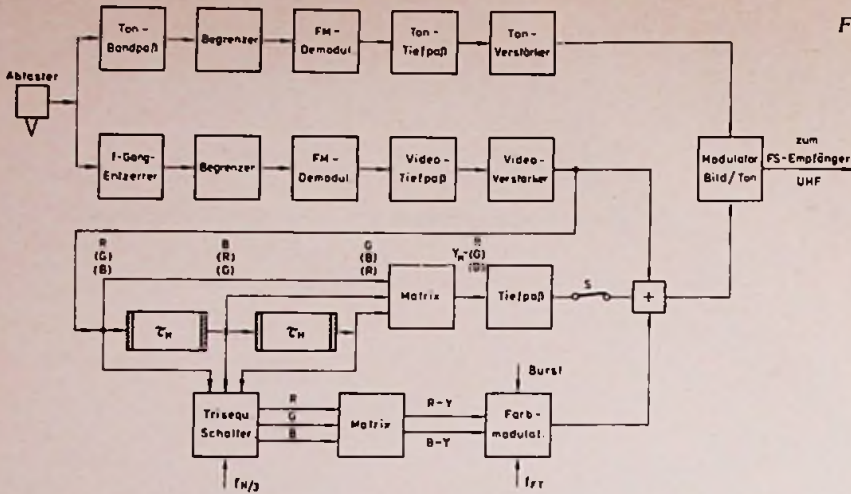 F
Ton-
Bandpaß
Begrenzer
FM-
Demodul.
Ton-
Tiefpaß
Ton-
Verstärker
Abtaster
f-Gang-
Entzerrer
Begrenzer
FM-
Demodul.
Video-
Tiefpaß
Video-
Verstärker
Modulator
Bild/Ton
zum
FS-Empfänger
UHF
R
(G)
(B)
B
(R)
(G)
G
(B)
(R)
R
(G)
(B)
τH
τH
Matrix
Tiefpaß
S
+
Burst
Trisequ.
Schalter
R
G
B
Matrix
R-Y
B-Y
Farb-
modulat.
fH/3
fFT